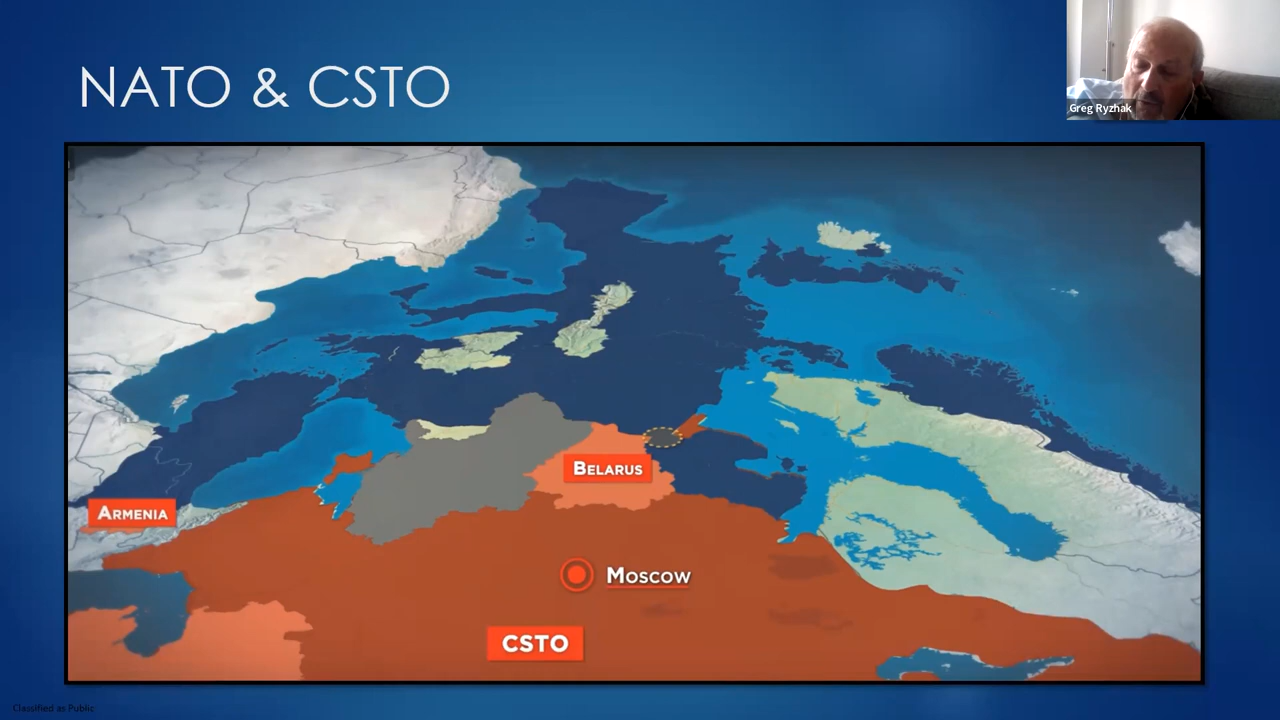 NATO & CSTO
Greg Ryzhak
BELARUS
ARMENIA
MOSCOW
CSTO
Classified as Public